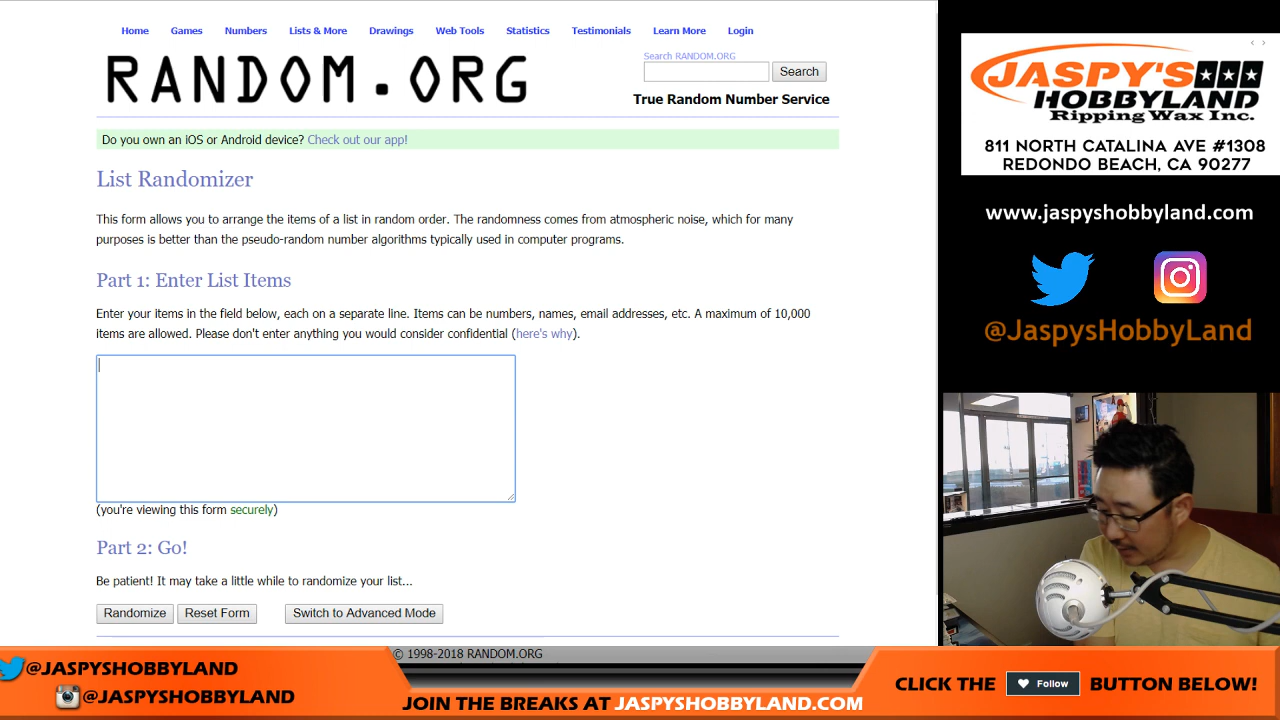 Home Games Numbers Lists & More Drawings Web Tools Statistics Testimonials Learn More Login
RANDOM.ORG
Search RANDOM.ORG
Search
True Random Number Service
Do you own an iOS or Android device? Check out our app!
List Randomizer
This form allows you to arrange the items of a list in random order. The randomness comes from atmospheric noise, which for many
purposes is better than the pseudo-random number algorithms typically used in computer programs.
Part 1: Enter List Items
Enter your items in the field below, each on a separate line. Items can be numbers, names, email addresses, etc. A maximum of 10,000
items are allowed. Please don't enter anything you would consider confidential (here's why).
(you're viewing this form securely)
Part 2: Go!
Be patient! It may take a little while to randomize your list...
Randomize Reset Form Switch to Advanced Mode
© 1998-2018 RANDOM.ORG
JASPY'S
HOBBYLAND
Ripping Wax Inc.
811 NORTH CATALINA AVE #1308
REDONDO BEACH, CA 90277
www.jaspyshobbyland.com
@JaspysHobbyLand
@JASPYSHOBBYLAND
@JASPYSHOBBYLAND
JOIN THE BREAKS AT JASPYSHOBBYLAND.COM
CLICK THE Follow BUTTON BELOW!